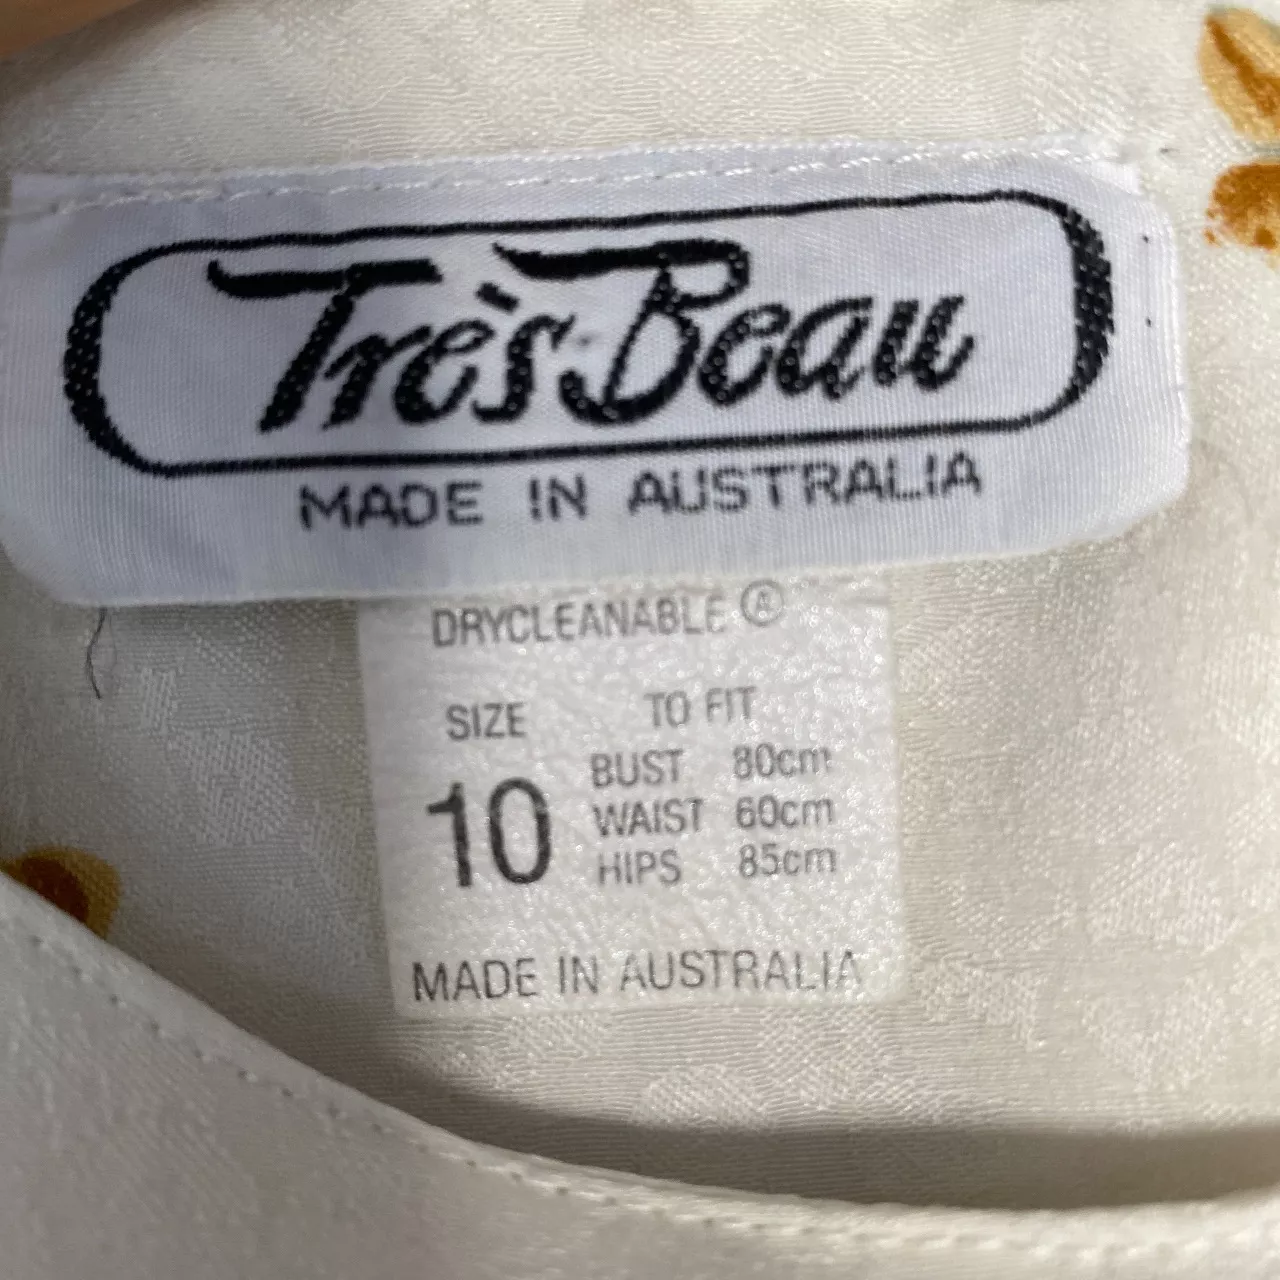 Très Beau
MADE IN AUSTRALIA
DRYCLEANABLE Ⓐ
SIZE TO FIT
10
BUST 80cm
WAIST 60cm
HIPS 85cm
MADE IN AUSTRALIA